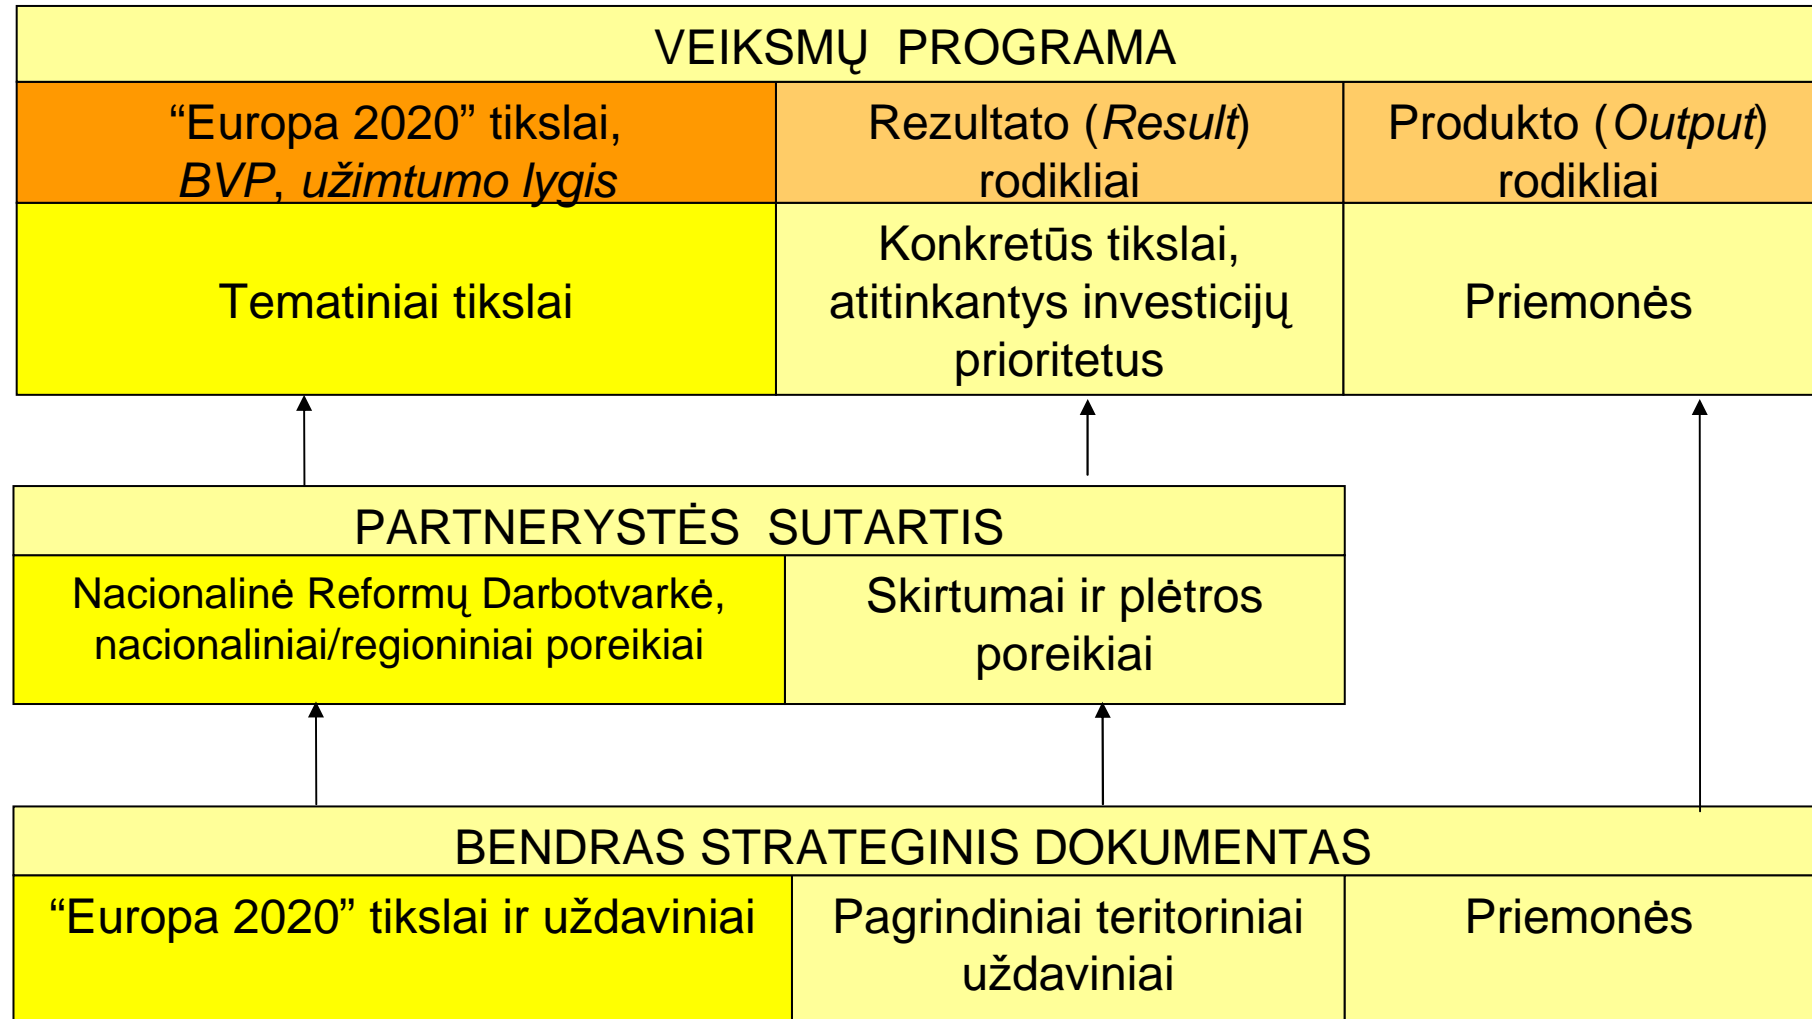 VEIKSMŲ PROGRAMA
“Europa 2020” tikslai,
BVP, užimtumo lygis
Rezultato (Result)
rodikliai
Produkto (Output)
rodikliai
Tematiniai tikslai
Konkretūs tikslai,
atitinkantys investicijų
prioritetus
Priemonės
PARTNERYSTĖS SUTARTIS
Nacionalinė Reformų Darbotvarkė,
nacionaliniai/regioniniai poreikiai
Skirtumai ir plėtros
poreikiai
BENDRAS STRATEGINIS DOKUMENTAS
“Europa 2020” tikslai ir uždaviniai
Pagrindiniai teritoriniai
uždaviniai
Priemonės